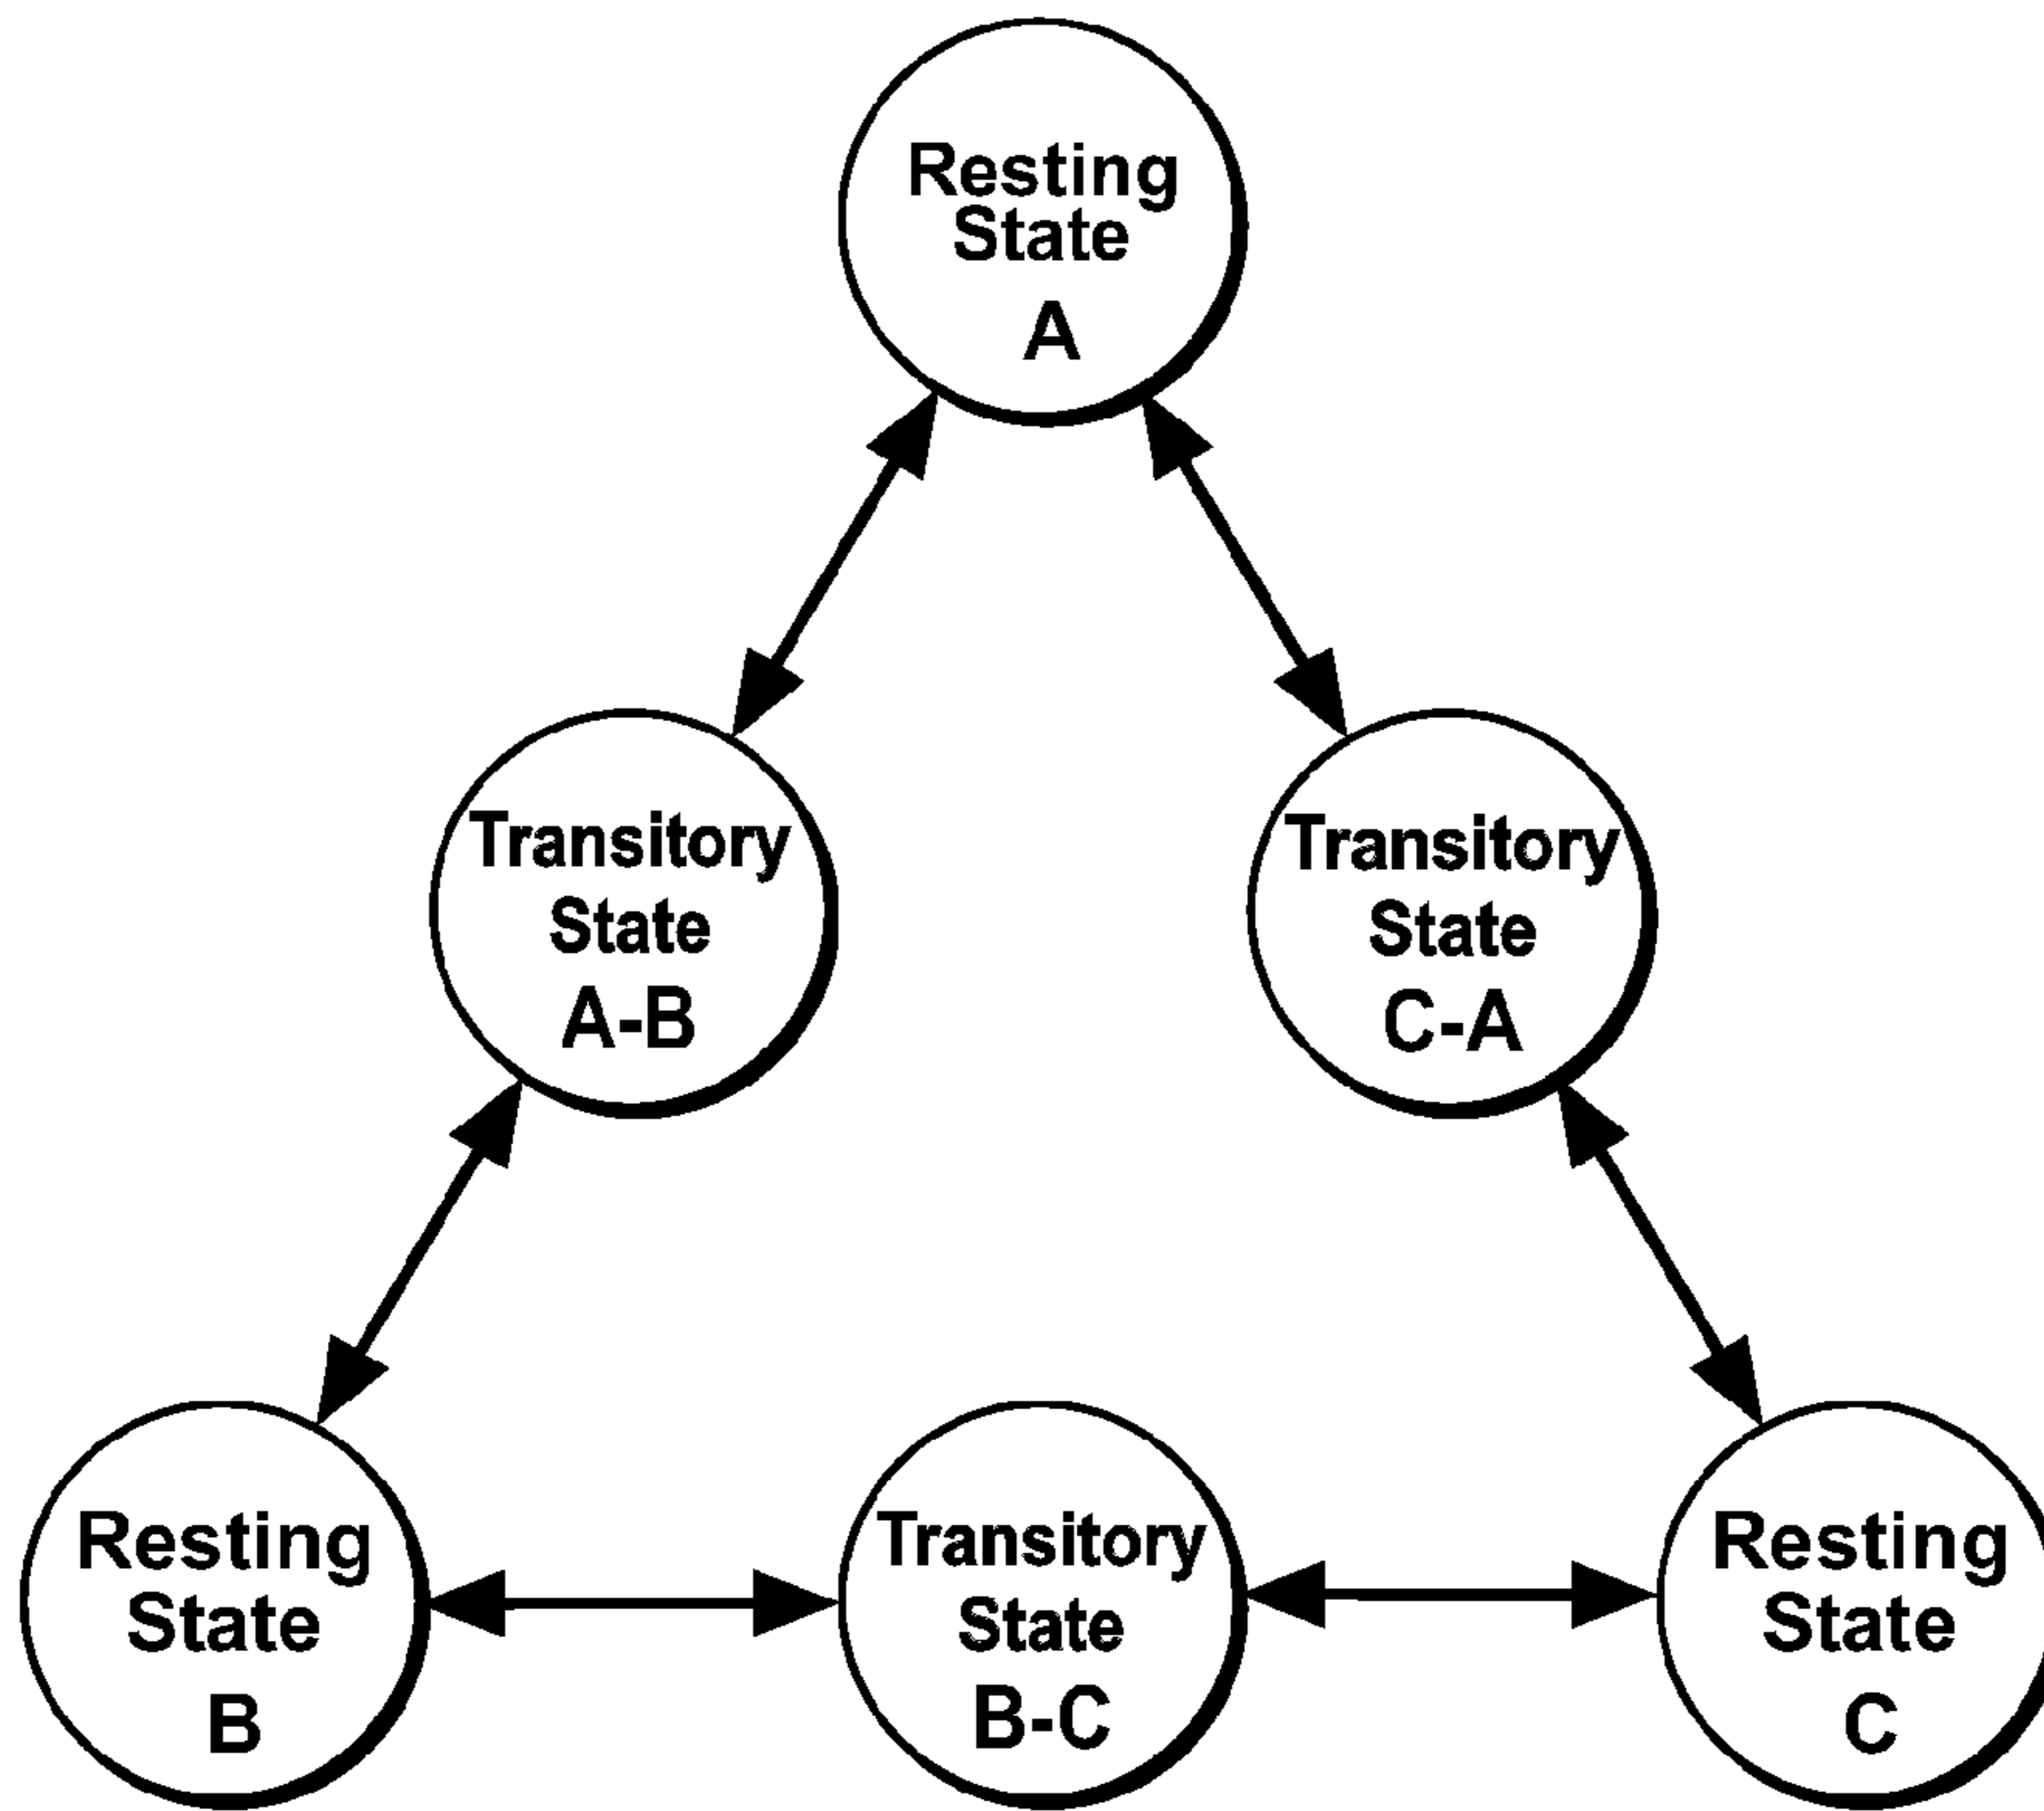 Resting
State
A
Transitory
State
A-B
Transitory
State
C-A
Resting
State
B
Transitory
State
B-C
Resting
State
C